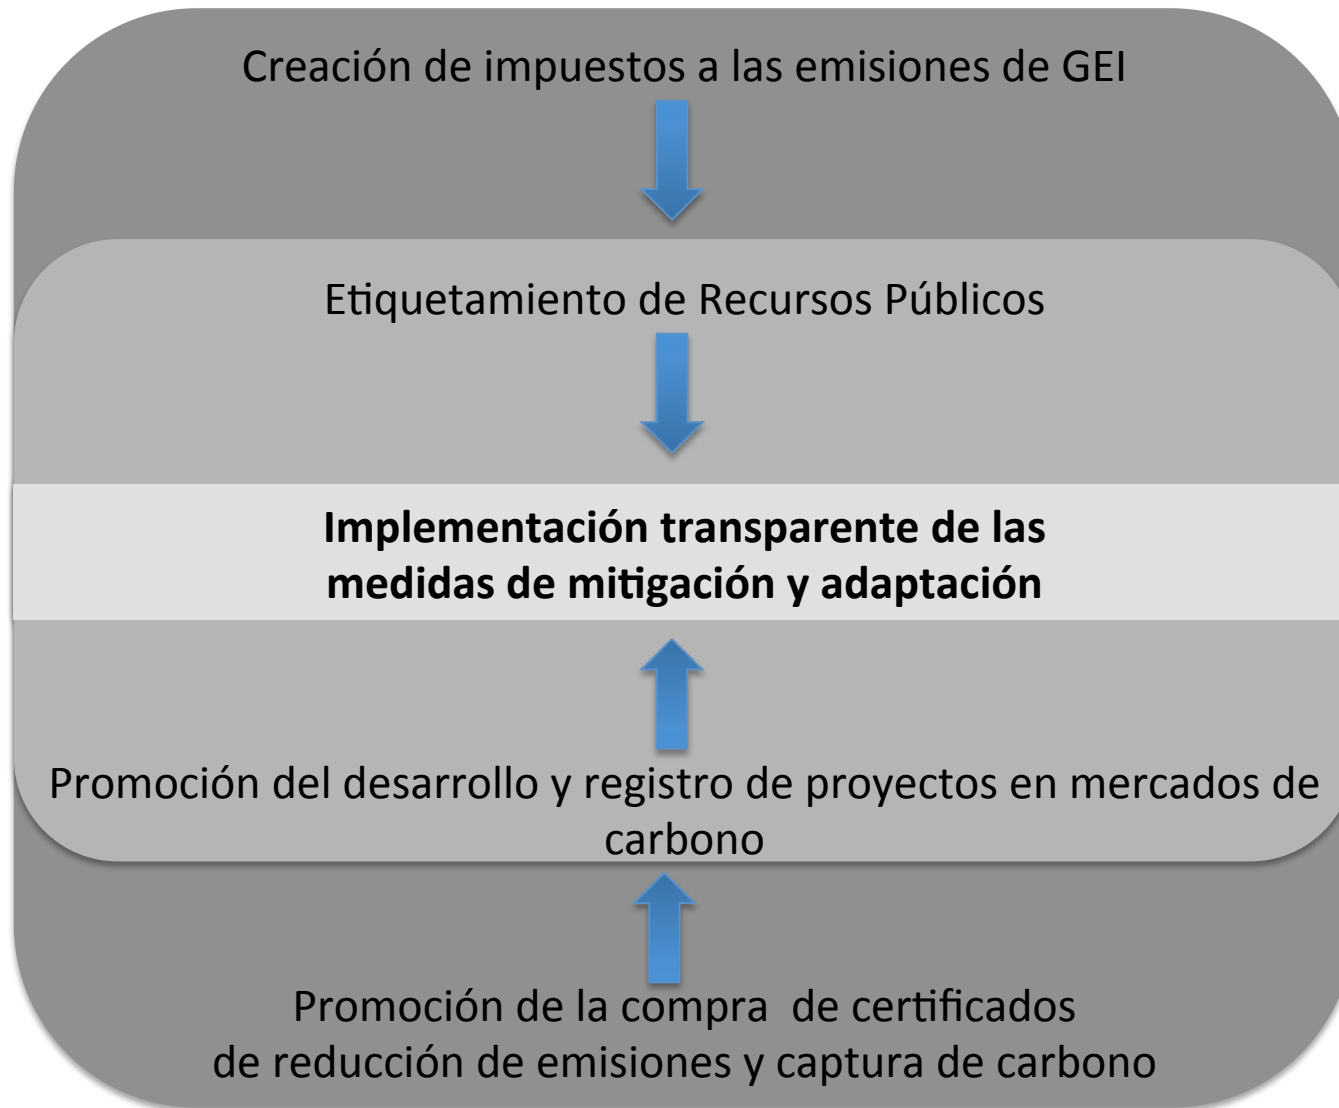 Creación de impuestos a las emisiones de GEI
Etiquetamiento de Recursos Públicos
Implementación transparente de las
medidas de mitigación y adaptación
Promoción del desarrollo y registro de proyectos en mercados de
carbono
Promoción de la compra  de certificados
de reducción de emisiones y captura de carbono